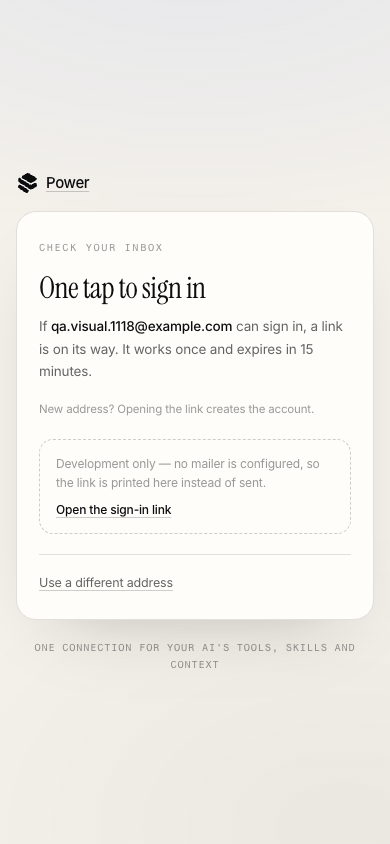 Power
CHECK YOUR INBOX
One tap to sign in
If qa.visual.1118@example.com can sign in, a link
is on its way. It works once and expires in 15
minutes.
New address? Opening the link creates the account.
Development only — no mailer is configured, so
the link is printed here instead of sent.
Open the sign-in link
Use a different address
ONE CONNECTION FOR YOUR AI'S TOOLS, SKILLS AND
CONTEXT